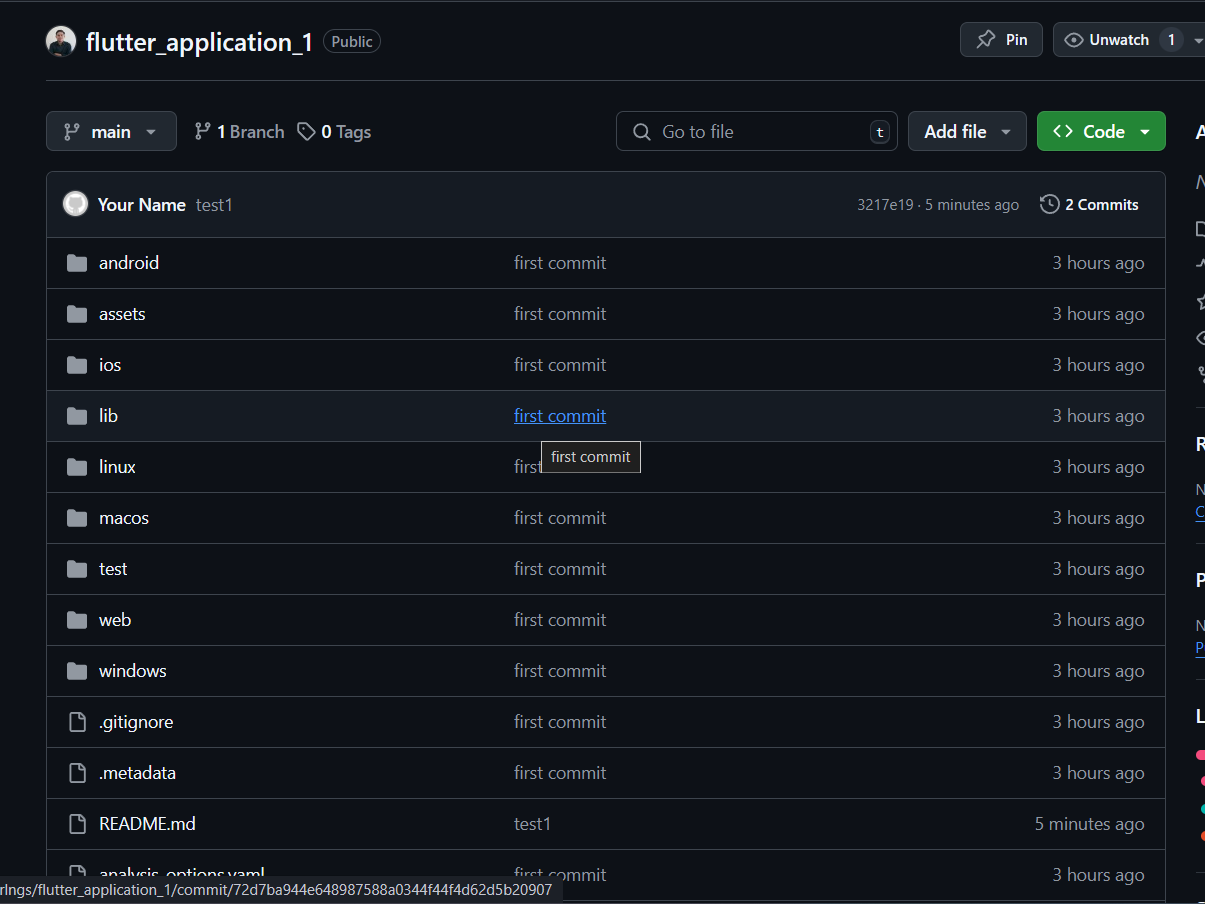 flutter_application_1 Public Pin Unwatch 1
main 1 Branch 0 Tags Go to file t Add file Code
Your Name test1 3217e19 · 5 minutes ago 2 Commits
android first commit 3 hours ago
assets first commit 3 hours ago
ios first commit 3 hours ago
lib first commit 3 hours ago
first commit
linux first 3 hours ago
macos first commit 3 hours ago
test first commit 3 hours ago
web first commit 3 hours ago
windows first commit 3 hours ago
.gitignore first commit 3 hours ago
.metadata first commit 3 hours ago
README.md test1 5 minutes ago
analysis_options.yaml first commit 3 hours ago
rlngs/flutter_application_1/commit/72d7ba944e648987588a0344f44f4d62d5b20907